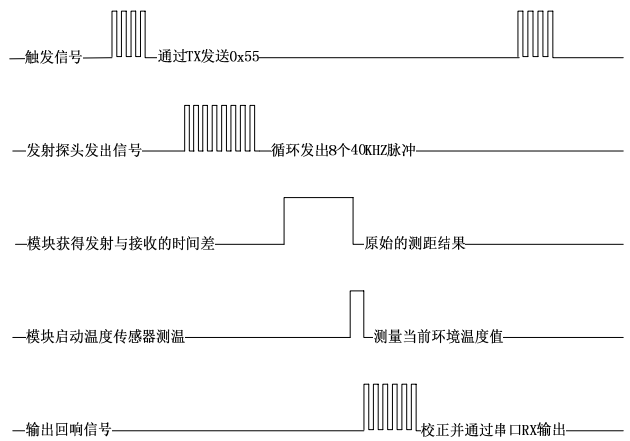 触发信号 通过TX发送0x55
发射探头发出信号 循环发出8个40KHZ脉冲
模块获得发射与接收的时间差 原始的测距结果
模块启动温度传感器测温 测量当前环境温度值
输出回响信号 校正并通过串口RX输出